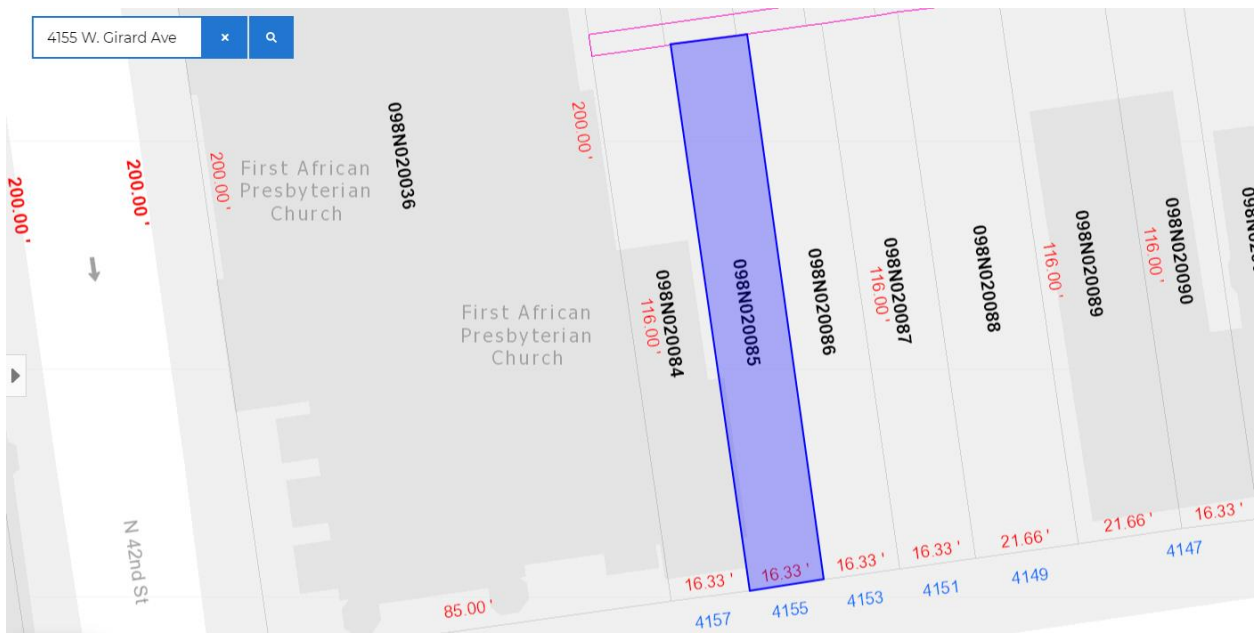 4155 W. Girard Ave
200.00 '
200.00 '
200.00 '
First African
Presbyterian
Church
098N020036
200.00 '
First African
Presbyterian
Church
098N020084
116.00 '
098N020085
098N020086
098N020087
116.00 '
098N020088
116.00 '
098N020089
116.00 '
098N020090
N 42nd St
85.00 '
16.33 '
16.33 '
16.33 '
16.33 '
21.66 '
21.66 '
16.33 '
4157
4155
4153
4151
4149
4147